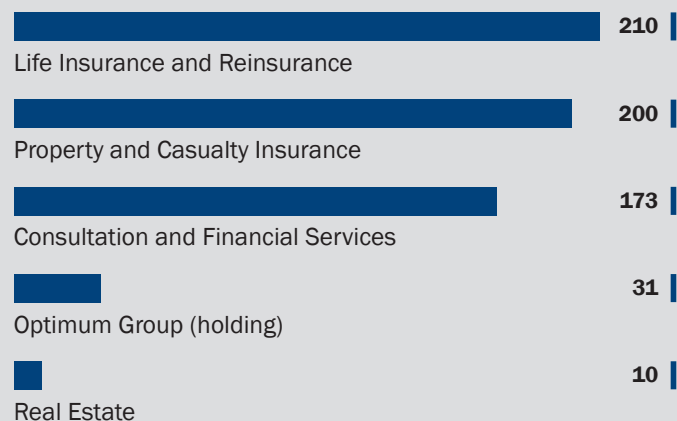 210
Life Insurance and Reinsurance
200
Property and Casualty Insurance
173
Consultation and Financial Services
31
Optimum Group (holding)
10
Real Estate